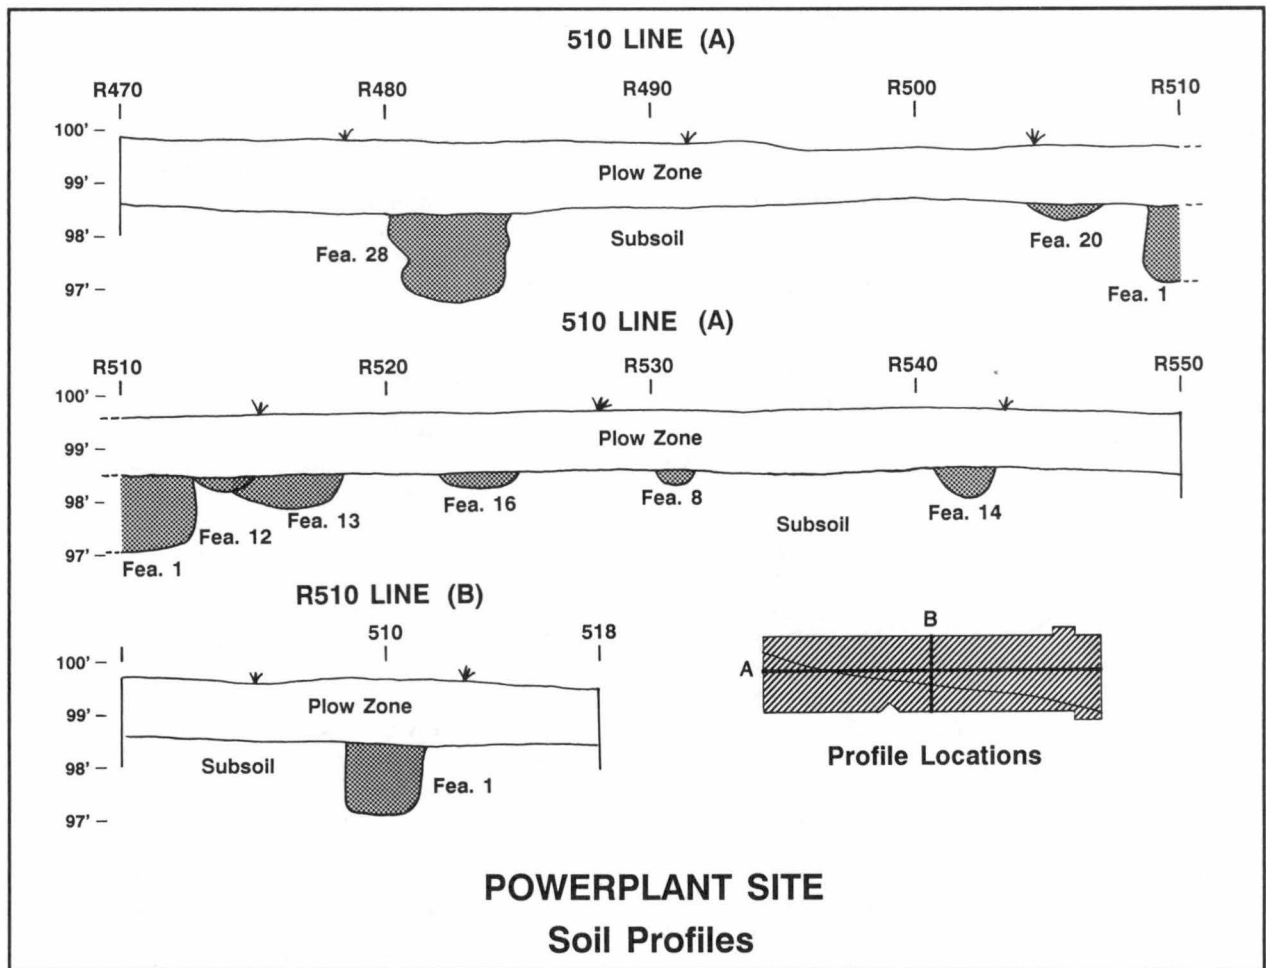 510 LINE (A)
R470 R480 R490 R500 R510
100'
99'
98'
97'
Plow Zone
Subsoil
Fea. 28
Fea. 20
Fea. 1
510 LINE (A)
R510 R520 R530 R540 R550
100'
99'
98'
97'
Plow Zone
Fea. 1
Fea. 12
Fea. 13
Fea. 16
Fea. 8
Subsoil
Fea. 14
R510 LINE (B)
510 518
100'
99'
98'
97'
Plow Zone
Subsoil
Fea. 1
A
B
Profile Locations
POWERPLANT SITE
Soil Profiles